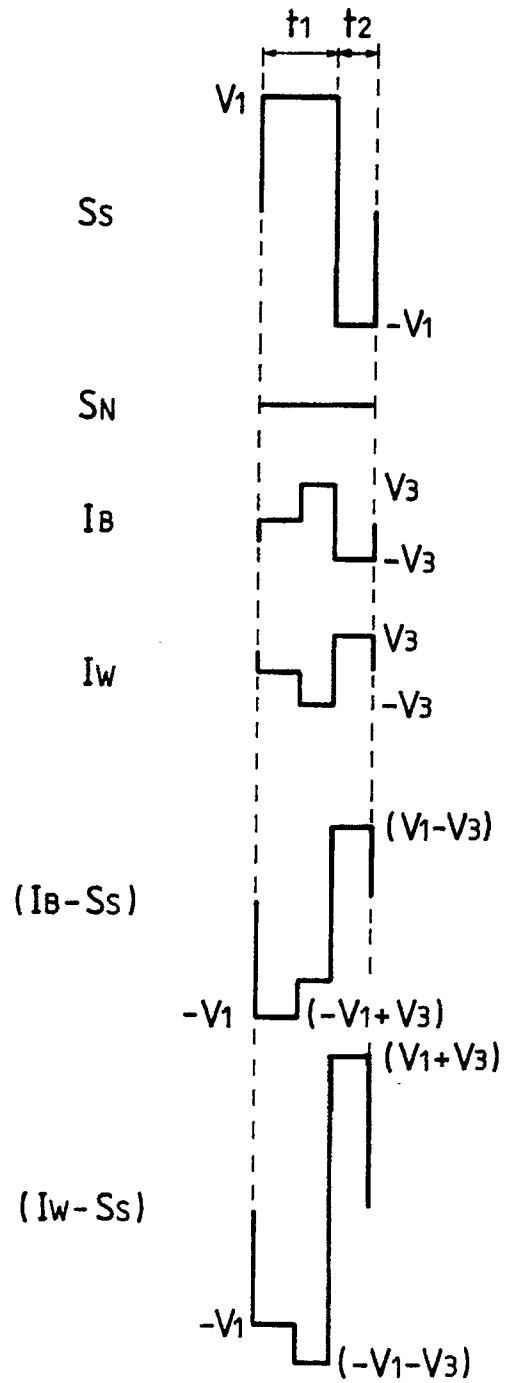 t1 t2
V1
Ss
-V1
SN
V3
IB
-V3
V3
Iw
-V3
(V1-V3)
(IB-Ss)
-V1 (-V1+V3)
(V1+V3)
(Iw-Ss)
-V1
(-V1-V3)